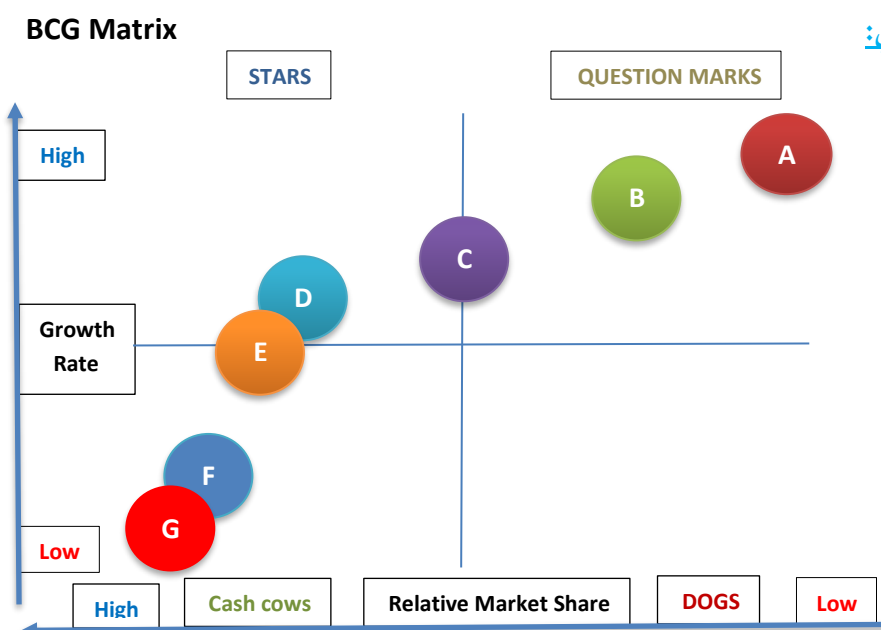 BCG Matrix
STARS
QUESTION MARKS
High
A
B
C
D
Growth
Rate
E
F
G
Low
High
Cash cows
Relative Market Share
DOGS
Low